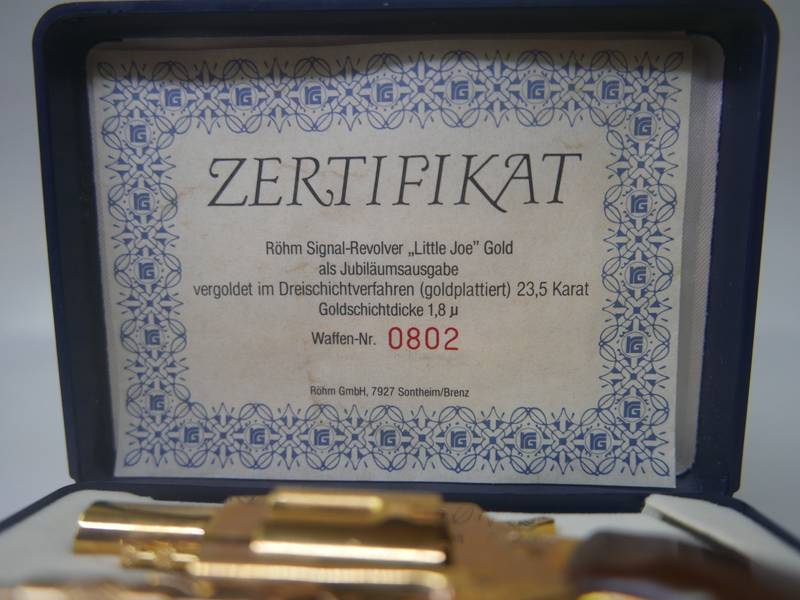 ZERTIFIKAT
Röhm Signal-Revolver „Little Joe” Gold
als Jubiläumsausgabe
vergoldet im Dreischichtverfahren (goldplattiert) 23,5 Karat
Goldschichtdicke 1,8 µ
Waffen-Nr. 0802
Röhm GmbH, 7927 Sontheim/Brenz